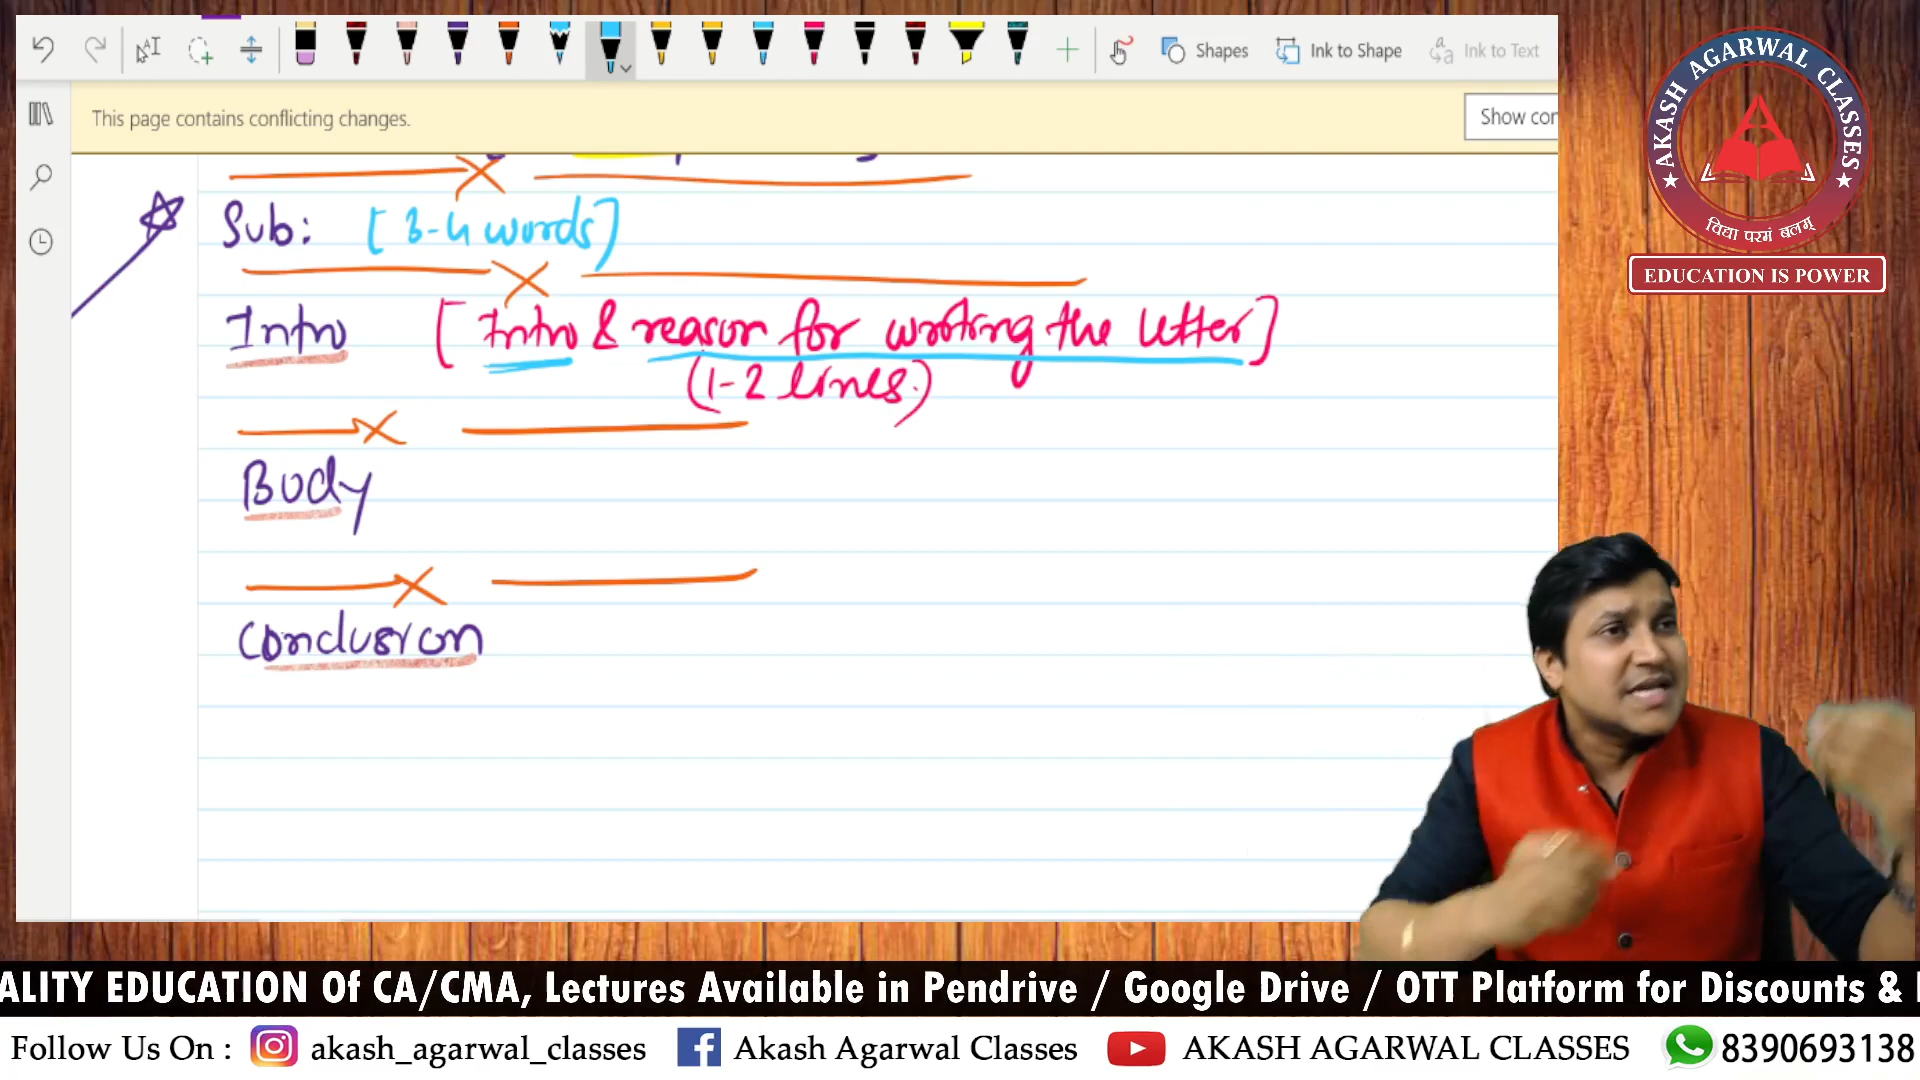 Shapes
Ink to Shape
Ink to Text
This page contains conflicting changes.
Show con
Sub: [3-4 words]
Intro [Intro & reason for writing the letter]
(1-2 lines.)
Body
Conclusion
AKASH AGARWAL CLASSES
विद्या परमं बलम्
EDUCATION IS POWER
ALITY EDUCATION Of CA/CMA, Lectures Available in Pendrive / Google Drive / OTT Platform for Discounts &
Follow Us On : akash_agarwal_classes Akash Agarwal Classes AKASH AGARWAL CLASSES 8390693138